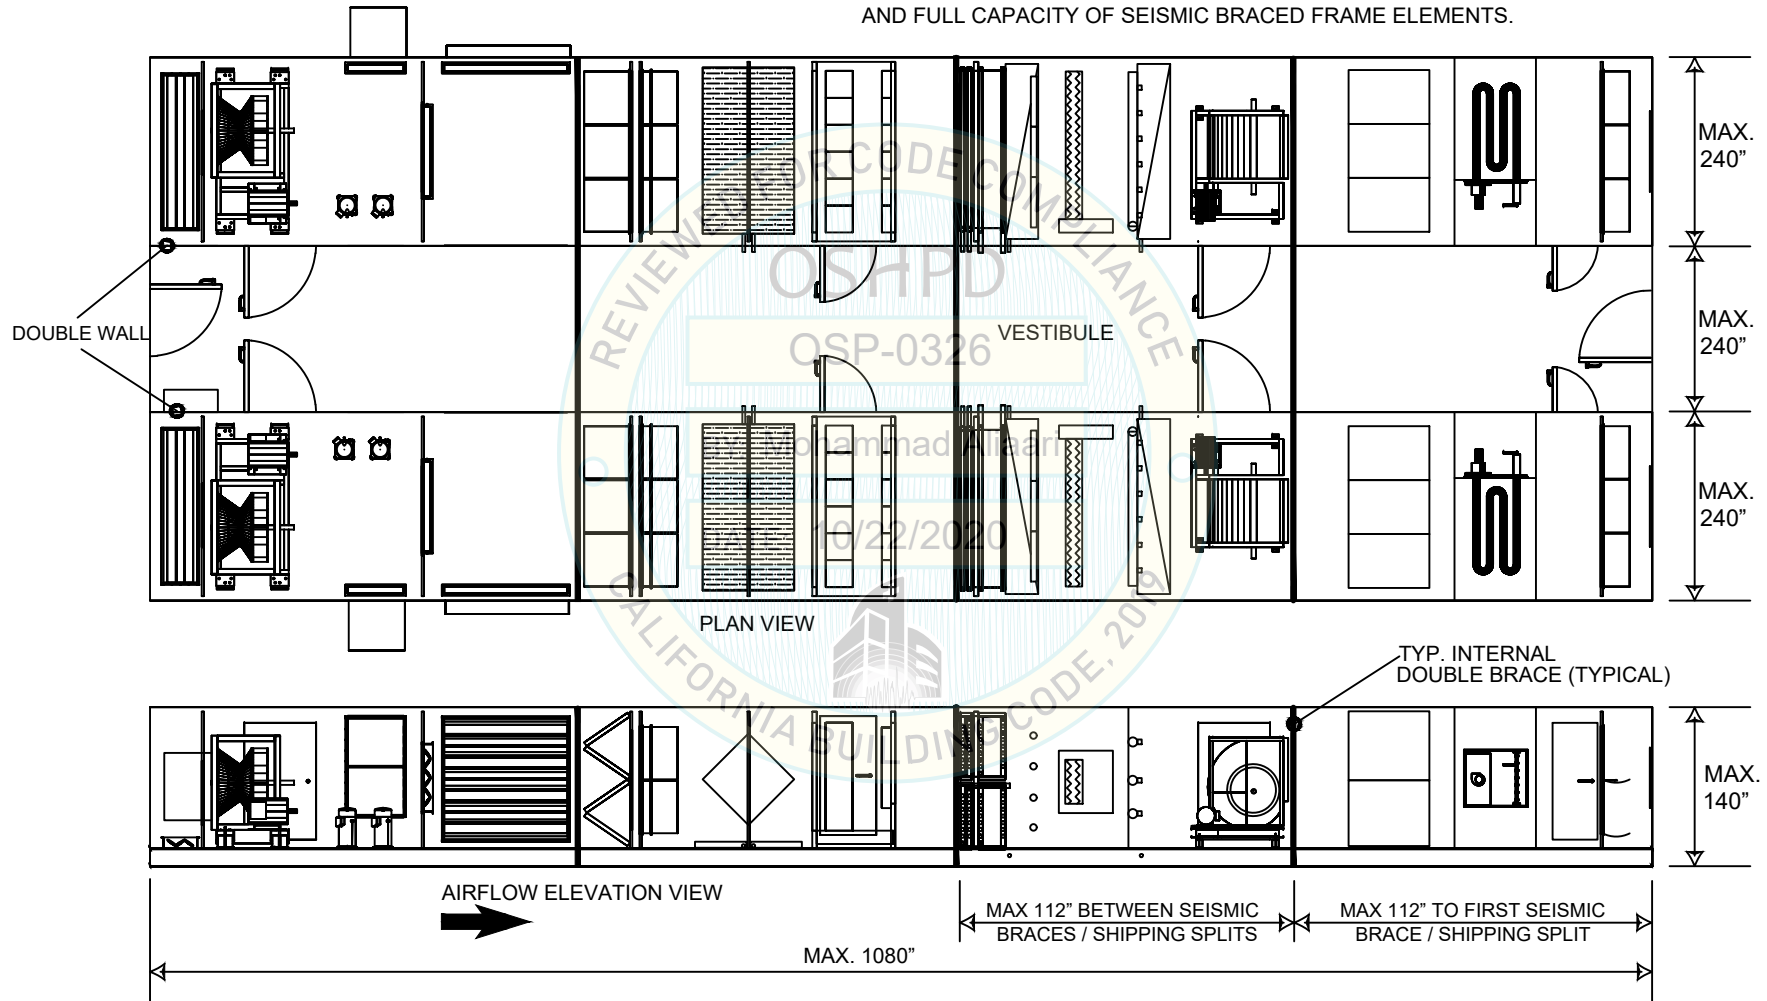 AND FULL CAPACITY OF SEISMIC BRACED FRAME ELEMENTS.
MAX.
240”
DOUBLE WALL
VESTIBULE
MAX.
240”
MAX.
240”
REVIEWED FOR CODE COMPLIANCE
OSHPD
OSP-0326
Mohammad Aliaari
10/22/2020
CALIFORNIA BUILDING CODE, 2019
PLAN VIEW
TYP. INTERNAL
DOUBLE BRACE (TYPICAL)
MAX.
140”
AIRFLOW ELEVATION VIEW
MAX 112” BETWEEN SEISMIC
BRACES / SHIPPING SPLITS
MAX 112” TO FIRST SEISMIC
BRACE / SHIPPING SPLIT
MAX. 1080”